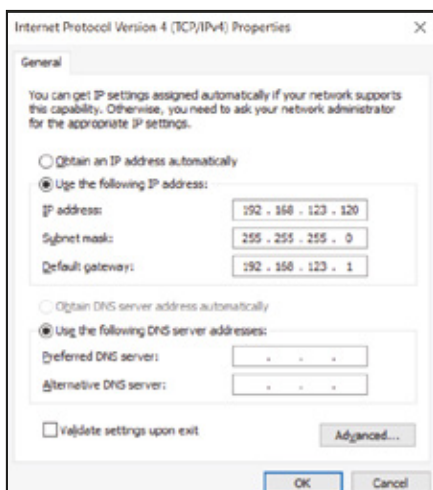 Internet Protocol Version 4 (TCP/IPv4) Properties
General
You can get IP settings assigned automatically if your network supports
this capability. Otherwise, you need to ask your network administrator
for the appropriate IP settings.
Obtain an IP address automatically
Use the following IP address:
IP address: 192 . 168 . 123 . 120
Subnet mask: 255 . 255 . 255 . 0
Default gateway: 192 . 168 . 123 . 1
Obtain DNS server address automatically
Use the following DNS server addresses:
Preferred DNS server: . . .
Alternative DNS server: . . .
Validate settings upon exit
Advanced...
OK Cancel